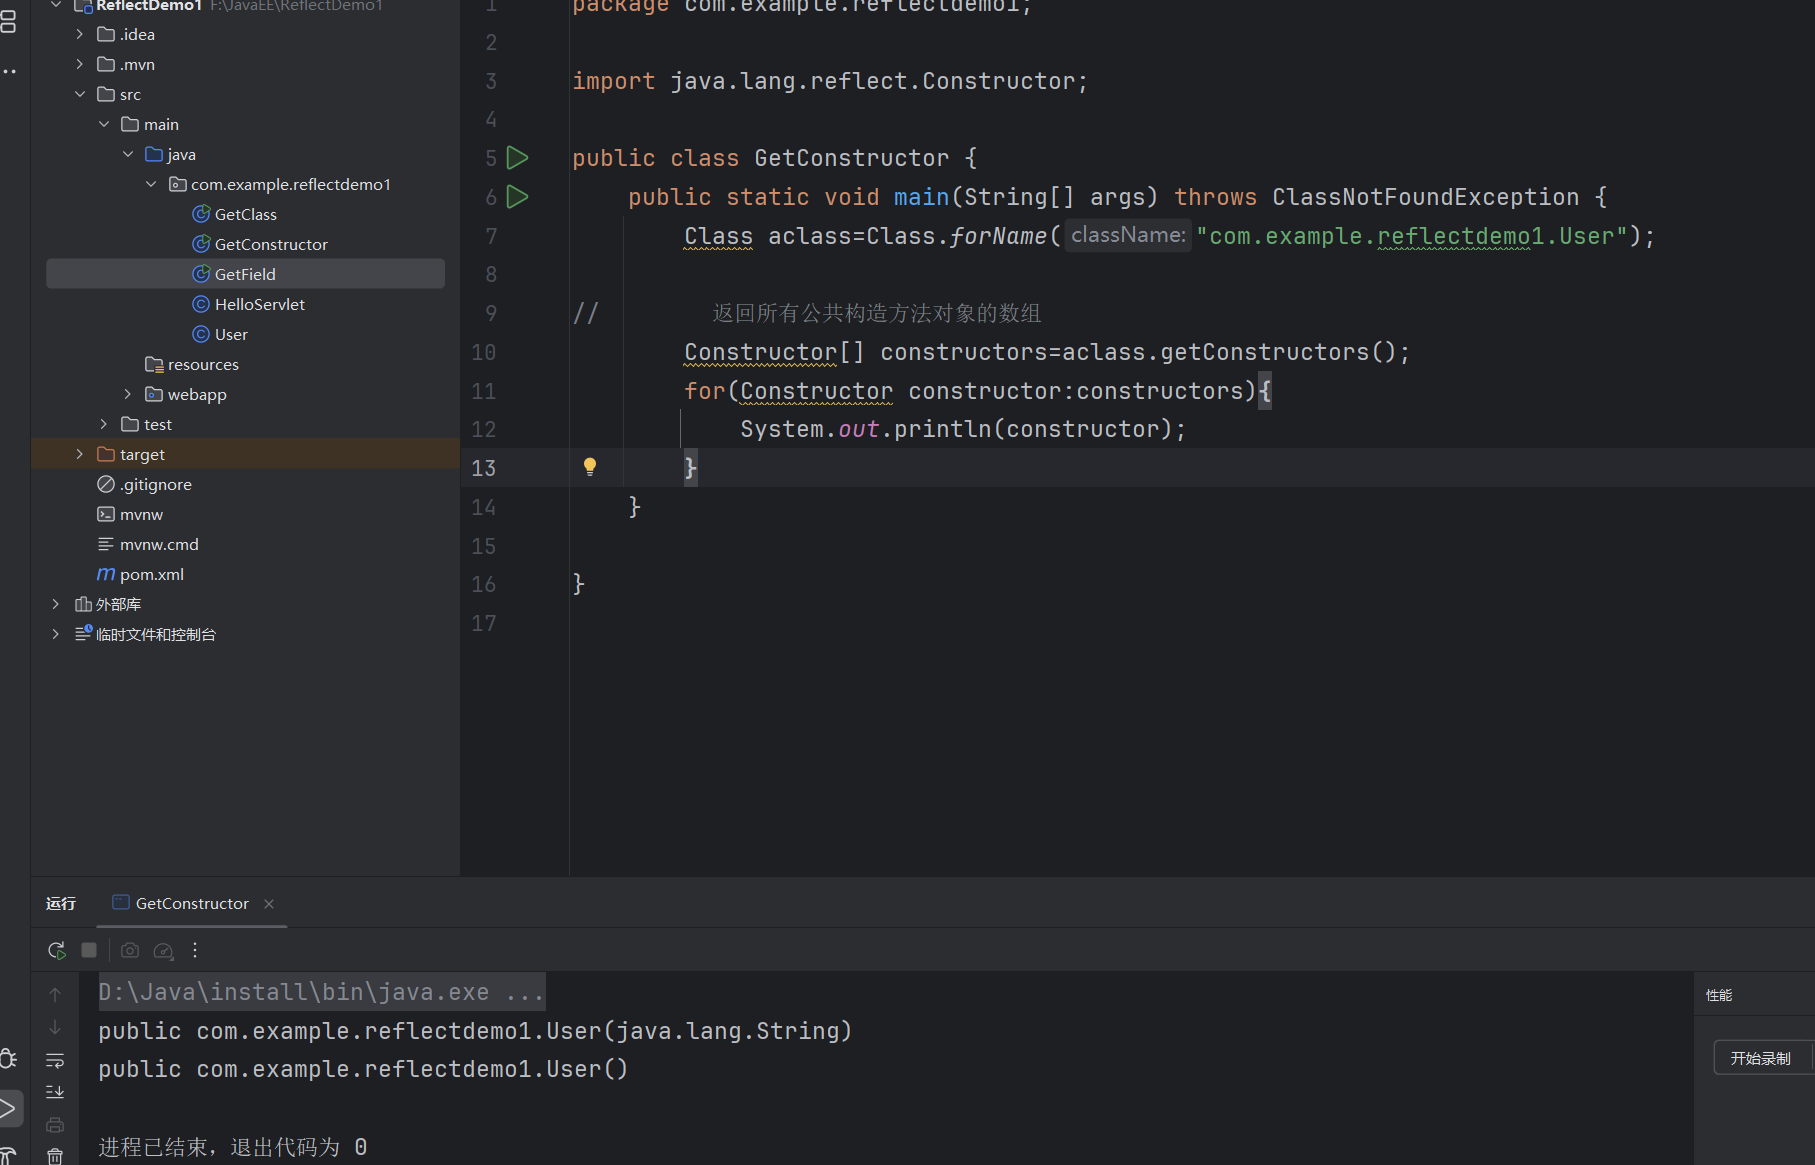 ReflectDemo1 F:\JavaEE\ReflectDemo1
.idea
.mvn
src
main
java
com.example.reflectdemo1
GetClass
GetConstructor
GetField
HelloServlet
User
resources
webapp
test
target
.gitignore
mvnw
mvnw.cmd
pom.xml
外部库
临时文件和控制台
1 package com.example.reflectdemo1;
2
3 import java.lang.reflect.Constructor;
4
5 public class GetConstructor {
6 public static void main(String[] args) throws ClassNotFoundException {
7 Class aclass=Class.forName( className: "com.example.reflectdemo1.User");
8
9 // 返回所有公共构造方法对象的数组
10 Constructor[] constructors=aclass.getConstructors();
11 for(Constructor constructor:constructors){
12 System.out.println(constructor);
13 }
14 }
15
16 }
17
运行 GetConstructor
D:\Java\install\bin\java.exe ...
public com.example.reflectdemo1.User(java.lang.String)
public com.example.reflectdemo1.User()
进程已结束，退出代码为 0
性能
开始录制